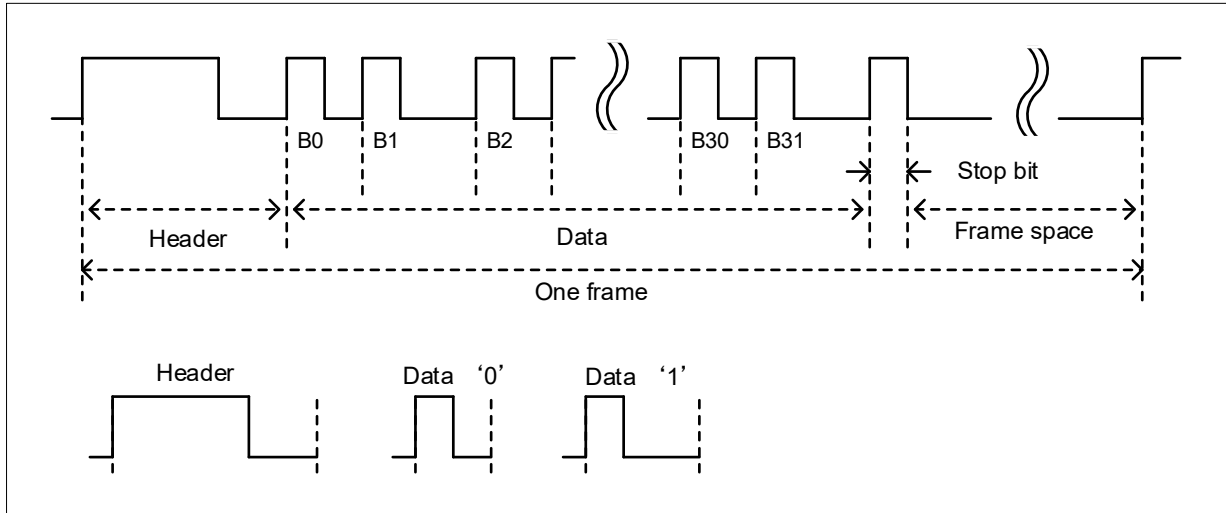 B0 B1 B2 B30 B31
Stop bit
Header Data Frame space
One frame
Header Data ‘0’ Data ‘1’